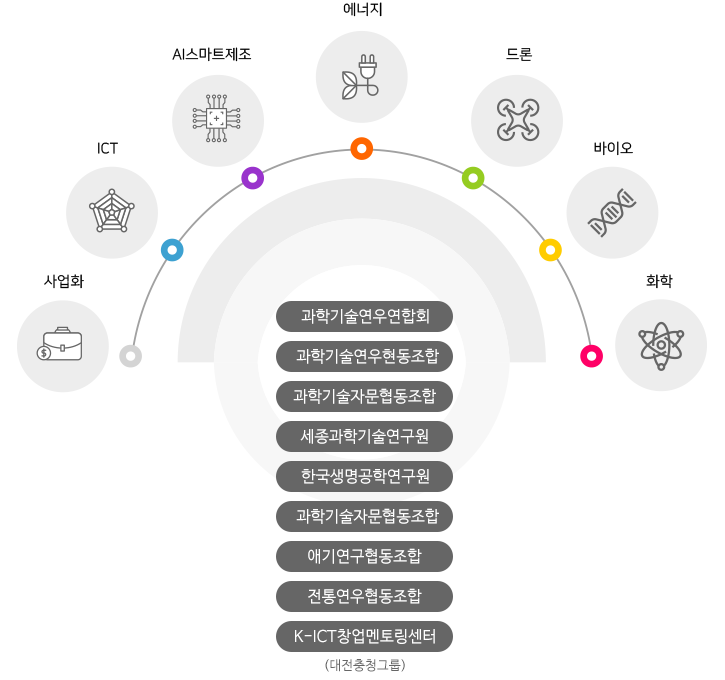 에너지
AI스마트제조
드론
ICT
바이오
사업화
화학
과학기술연우연합회
과학기술연우현동조합
과학기술자문협동조합
세종과학기술연구원
한국생명공학연구원
과학기술자문협동조합
애기연구협동조합
전통연우협동조합
K-ICT창업멘토링센터
(대전충청그룹)